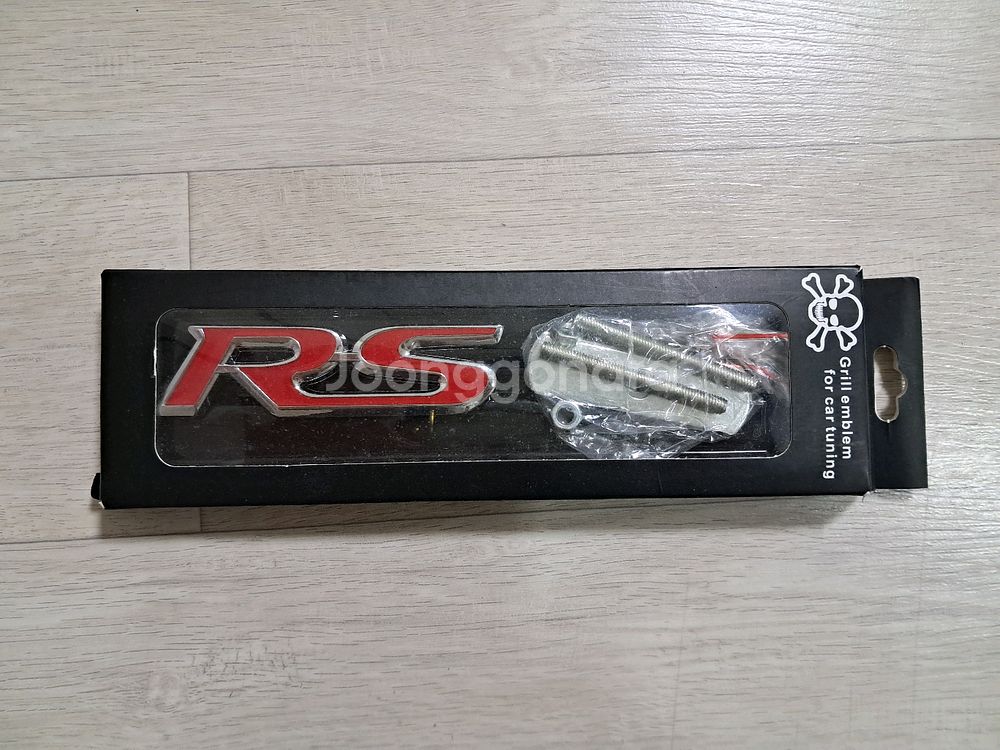 RS
Joonggonara
Grill emblem
for car tuning